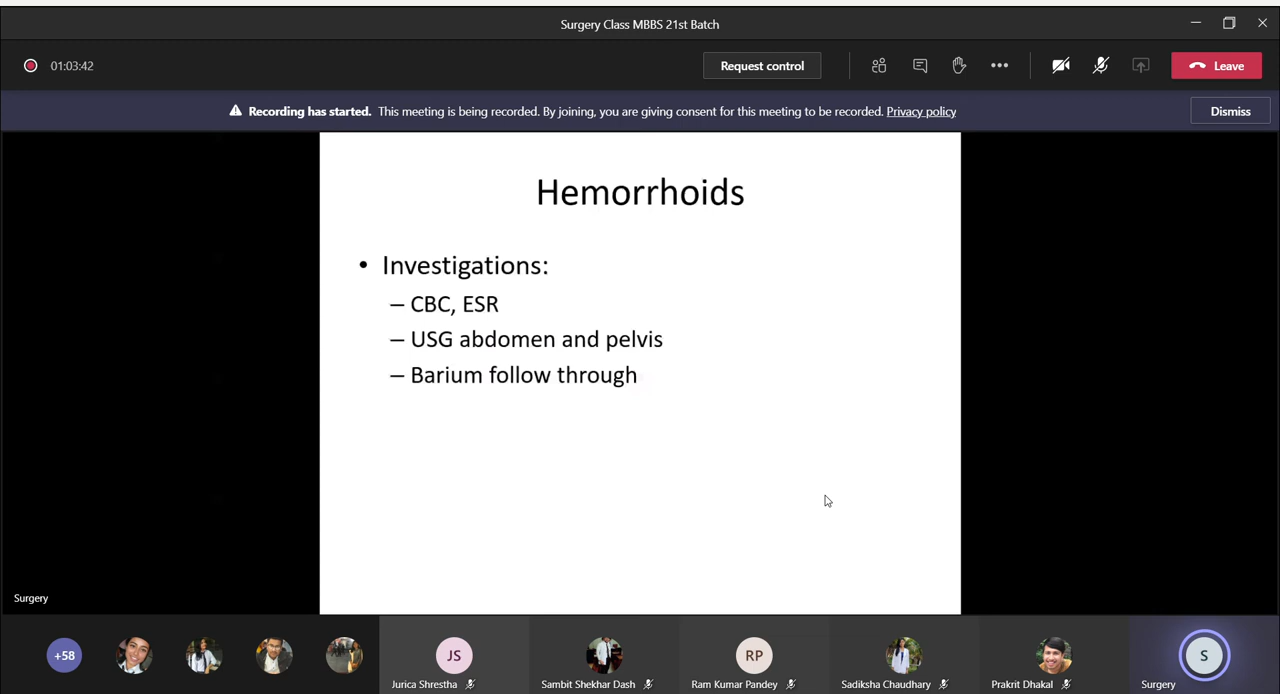 Surgery Class MBBS 21st Batch
01:03:42
Request control
Leave
Recording has started. This meeting is being recorded. By joining, you are giving consent for this meeting to be recorded. Privacy policy
Dismiss
Hemorrhoids
• Investigations:
– CBC, ESR
– USG abdomen and pelvis
– Barium follow through
Surgery
+58
JS
RP
S
Jurica Shrestha
Sambit Shekhar Dash
Ram Kumar Pandey
Sadiksha Chaudhary
Prakrit Dhakal
Surgery